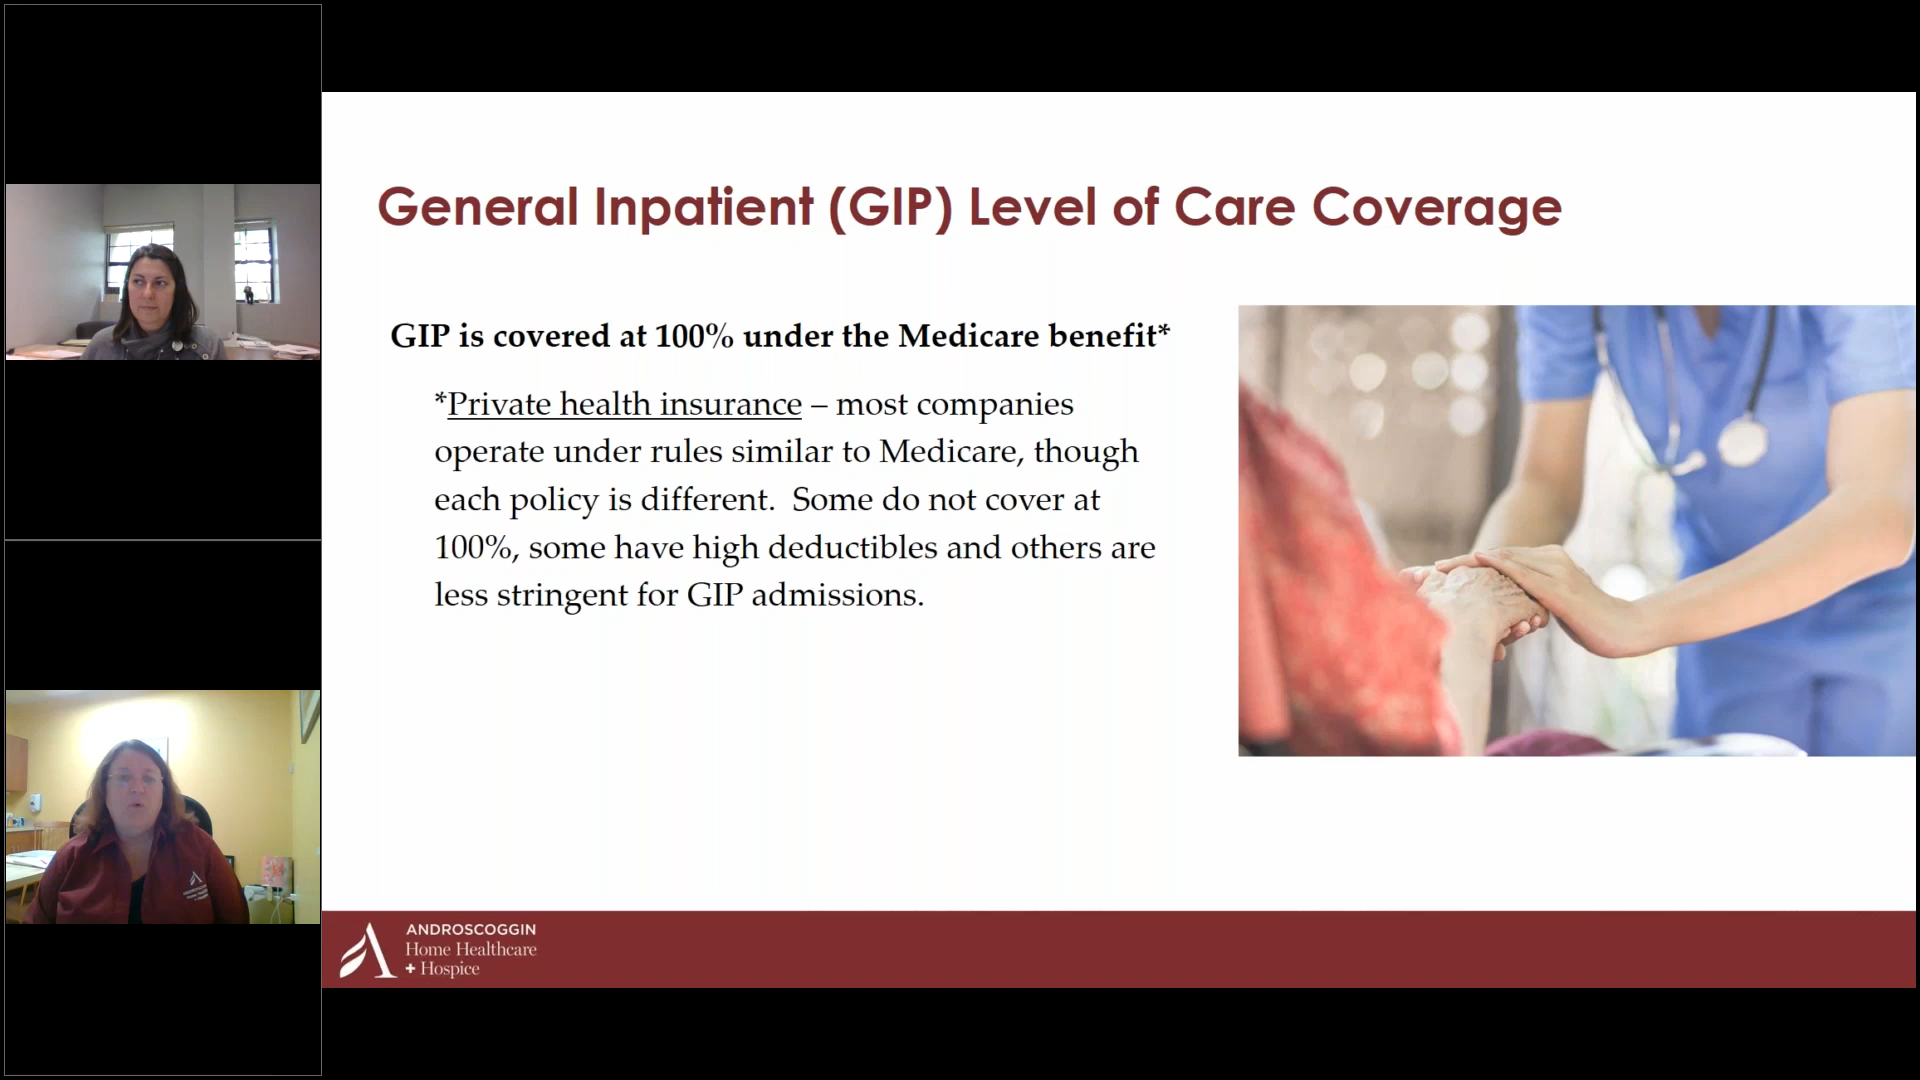 General Inpatient (GIP) Level of Care Coverage
GIP is covered at 100% under the Medicare benefit*
*Private health insurance – most companies
operate under rules similar to Medicare, though
each policy is different.  Some do not cover at
100%, some have high deductibles and others are
less stringent for GIP admissions.
ANDROSCOGGIN
Home Healthcare
+ Hospice